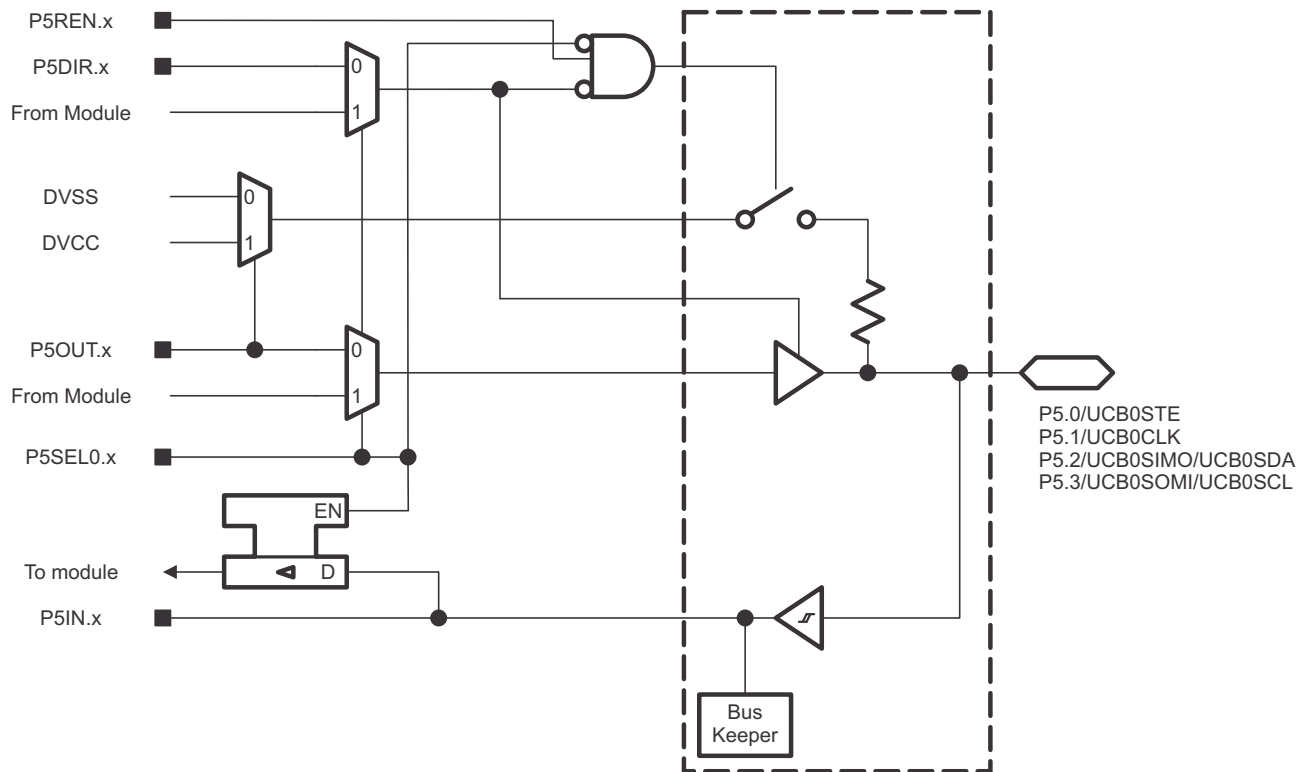 P5REN.x
P5DIR.x
0
From Module
1
DVSS
0
DVCC
1
P5OUT.x
0
From Module
1
P5.0/UCB0STE
P5.1/UCB0CLK
P5SEL0.x
P5.2/UCB0SIMO/UCB0SDA
P5.3/UCB0SOMI/UCB0SCL
EN
To module
D
P5IN.x
Bus
Keeper